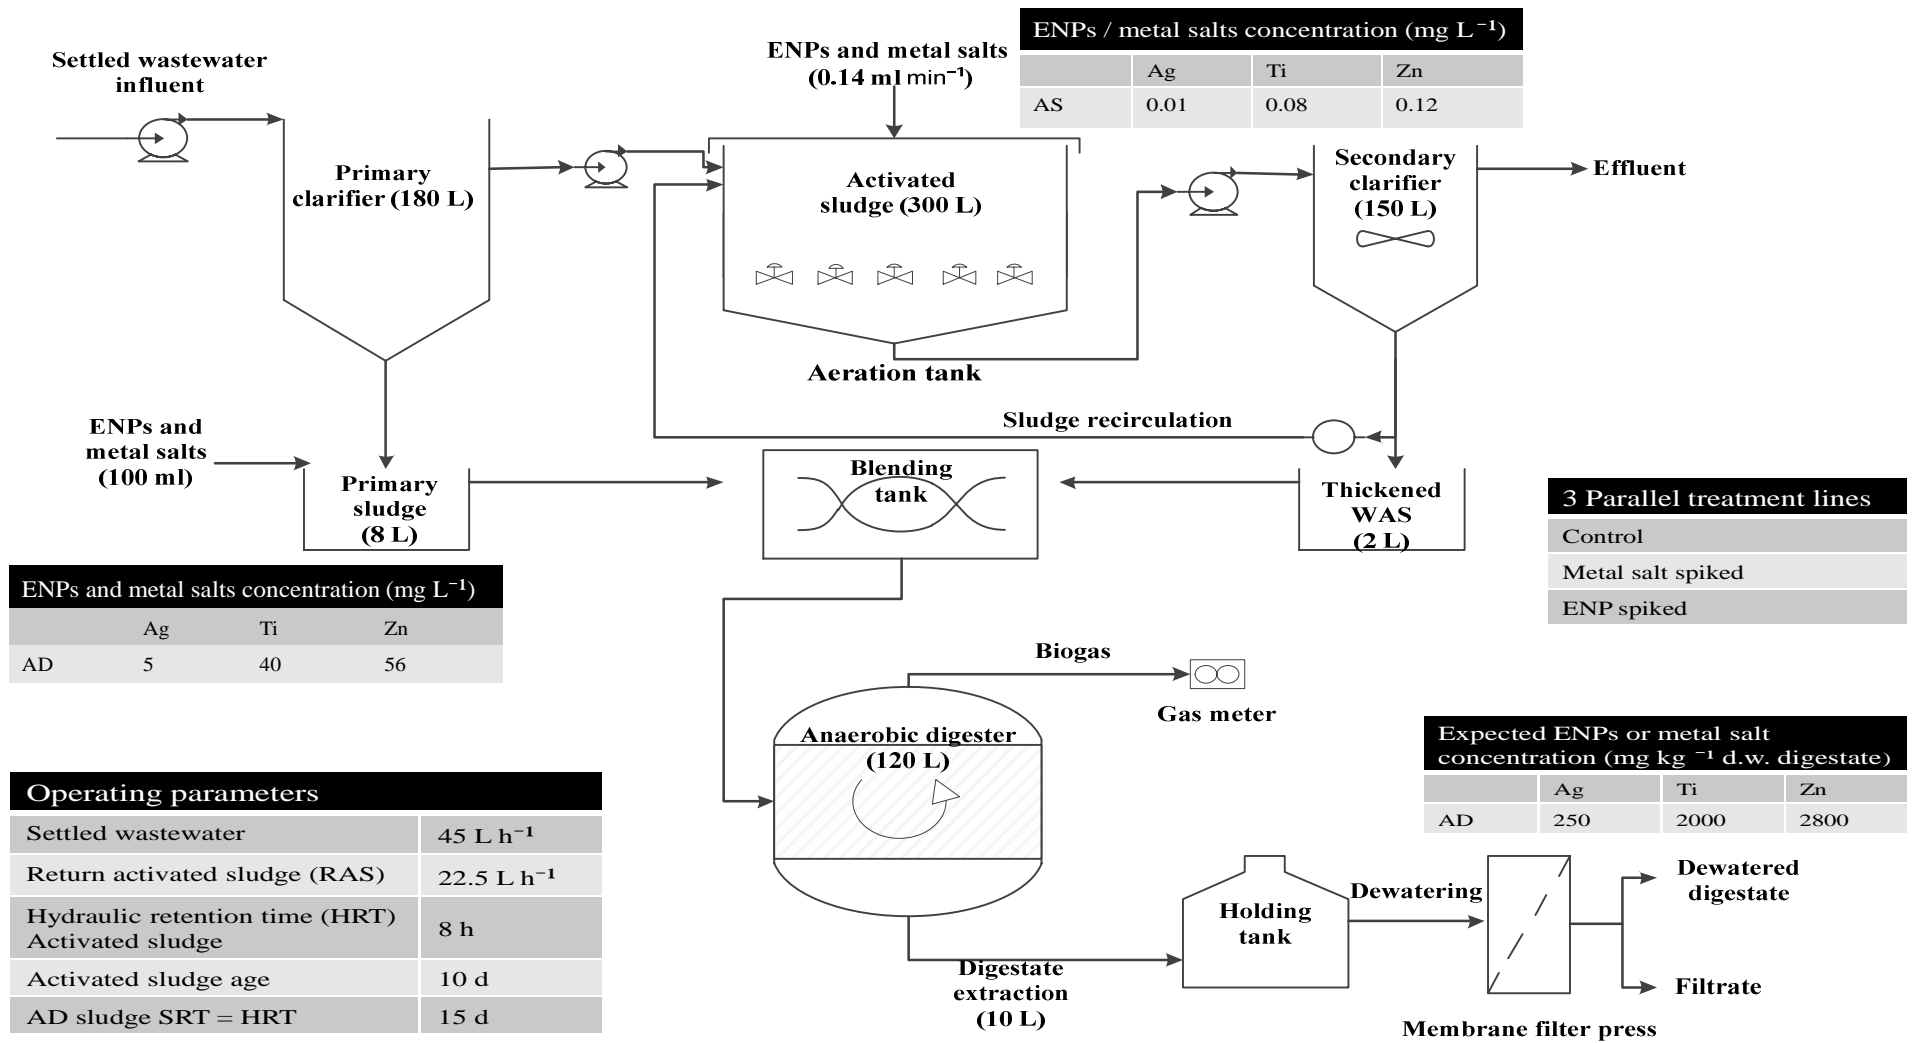 Settled wastewater
influent
ENPs and metal salts
(0.14 ml min⁻¹)
ENPs / metal salts concentration (mg L⁻¹)
Ag Ti Zn
AS 0.01 0.08 0.12
Primary
clarifier (180 L)
Activated
sludge (300 L)
Secondary
clarifier
(150 L)
Effluent
Aeration tank
Sludge recirculation
ENPs and
metal salts
(100 ml)
Primary
sludge
(8 L)
Blending
tank
Thickened
WAS
(2 L)
3 Parallel treatment lines
Control
Metal salt spiked
ENP spiked
ENPs and metal salts concentration (mg L⁻¹)
Ag Ti Zn
AD 5 40 56
Biogas
Gas meter
Anaerobic digester
(120 L)
Expected ENPs or metal salt
concentration (mg kg ⁻¹ d.w. digestate)
Ag Ti Zn
AD 250 2000 2800
Operating parameters
Settled wastewater 45 L h⁻¹
Return activated sludge (RAS) 22.5 L h⁻¹
Hydraulic retention time (HRT)
Activated sludge 8 h
Activated sludge age 10 d
AD sludge SRT = HRT 15 d
Holding
tank
Dewatering
Dewatered
digestate
Filtrate
Digestate
extraction
(10 L)
Membrane filter press